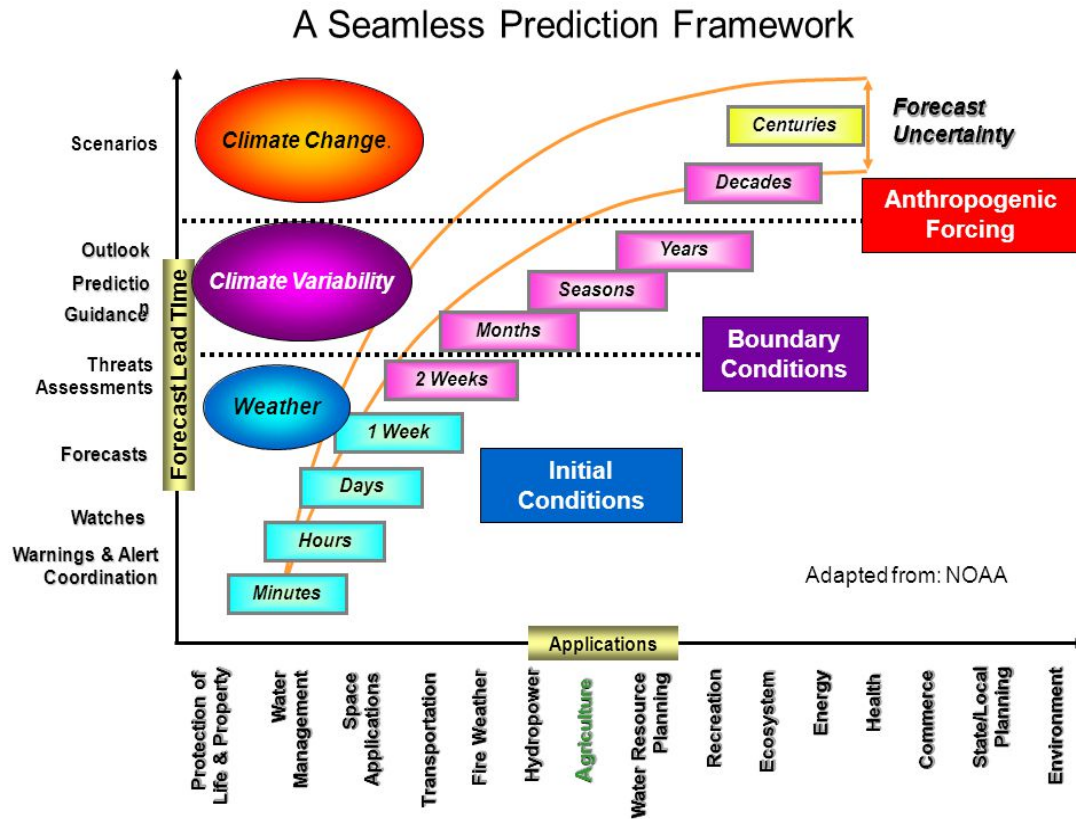 A Seamless Prediction Framework
Scenarios
Outlook
Predictio
n
Guidance
Threats
Assessments
Forecasts
Watches
Warnings & Alert
Coordination
Forecast Lead Time
Climate Change.
Climate Variability
Weather
Centuries
Decades
Years
Seasons
Months
2 Weeks
1 Week
Days
Hours
Minutes
Forecast
Uncertainty
Anthropogenic
Forcing
Boundary
Conditions
Initial
Conditions
Adapted from: NOAA
Applications
Protection of
Life & Property
Water
Management
Space
Applications
Transportation
Fire Weather
Hydropower
Agriculture
Water Resource
Planning
Recreation
Ecosystem
Energy
Health
Commerce
State/Local
Planning
Environment